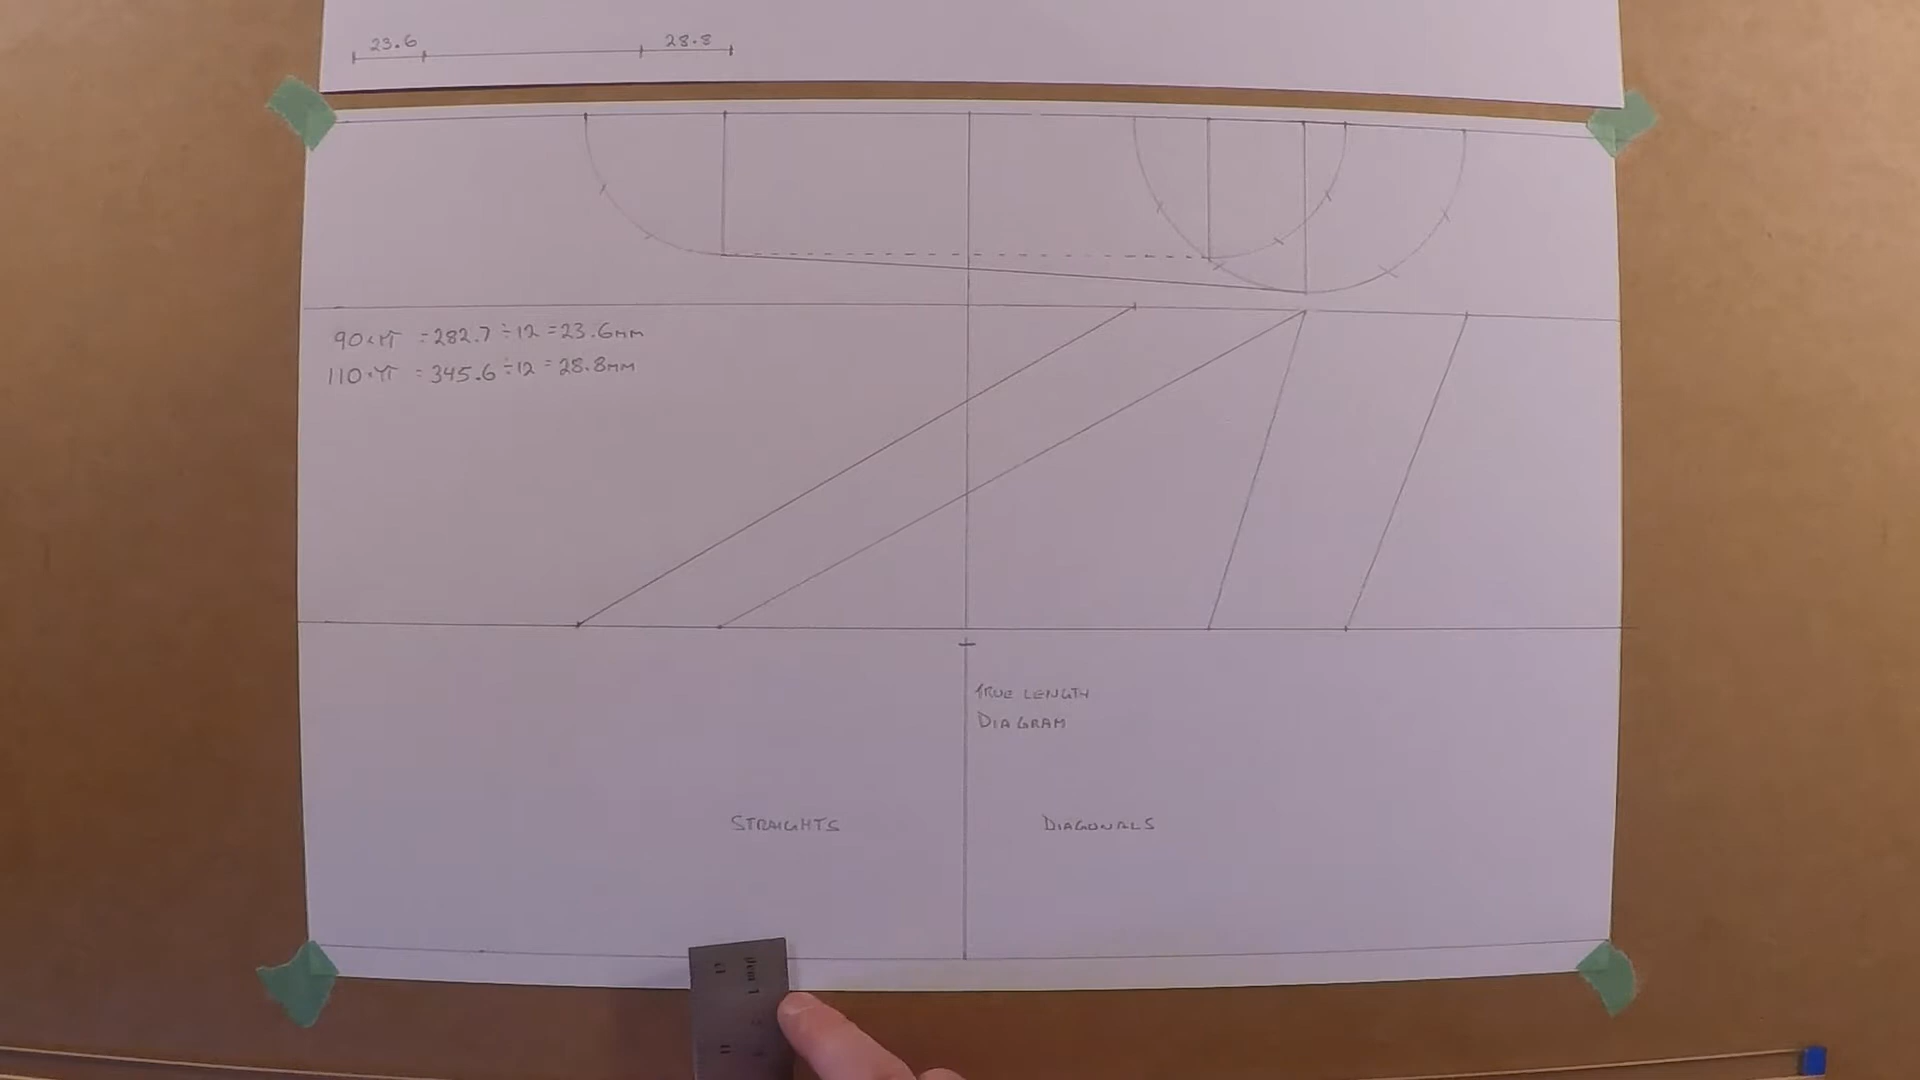 23.6 28.8
90×π = 282.7 ÷ 12 = 23.6mm
110×π = 345.6 ÷ 12 = 28.8mm
TRUE LENGTH
DIAGRAM
STRAIGHTS DIAGONALS